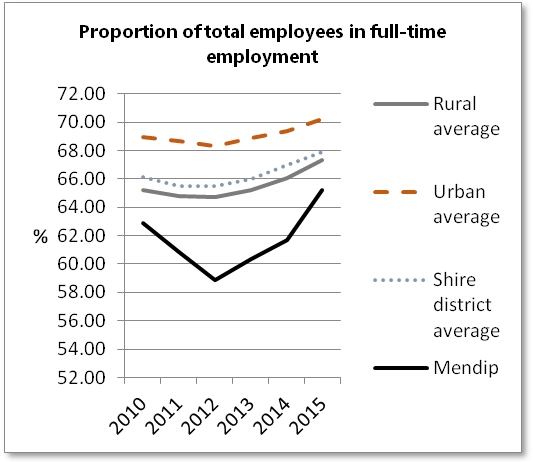 Proportion of total employees in full-time
employment
72.00
70.00
68.00
66.00
64.00
62.00
60.00
58.00
56.00
54.00
52.00
%
2010
2011
2012
2013
2014
2015
Rural
average
Urban
average
Shire
district
average
Mendip